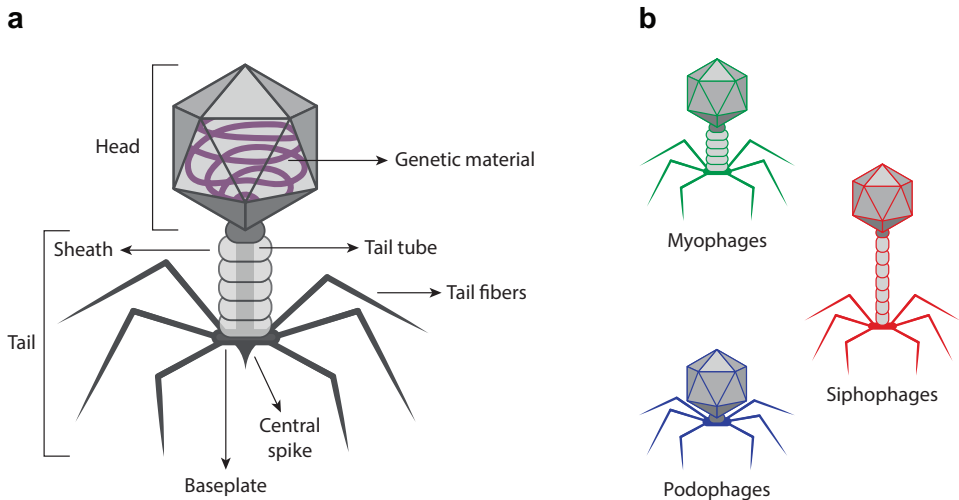 a
b
Head
Genetic material
Myophages
Sheath
Tail tube
Tail fibers
Tail
Siphophages
Central
spike
Baseplate
Podophages